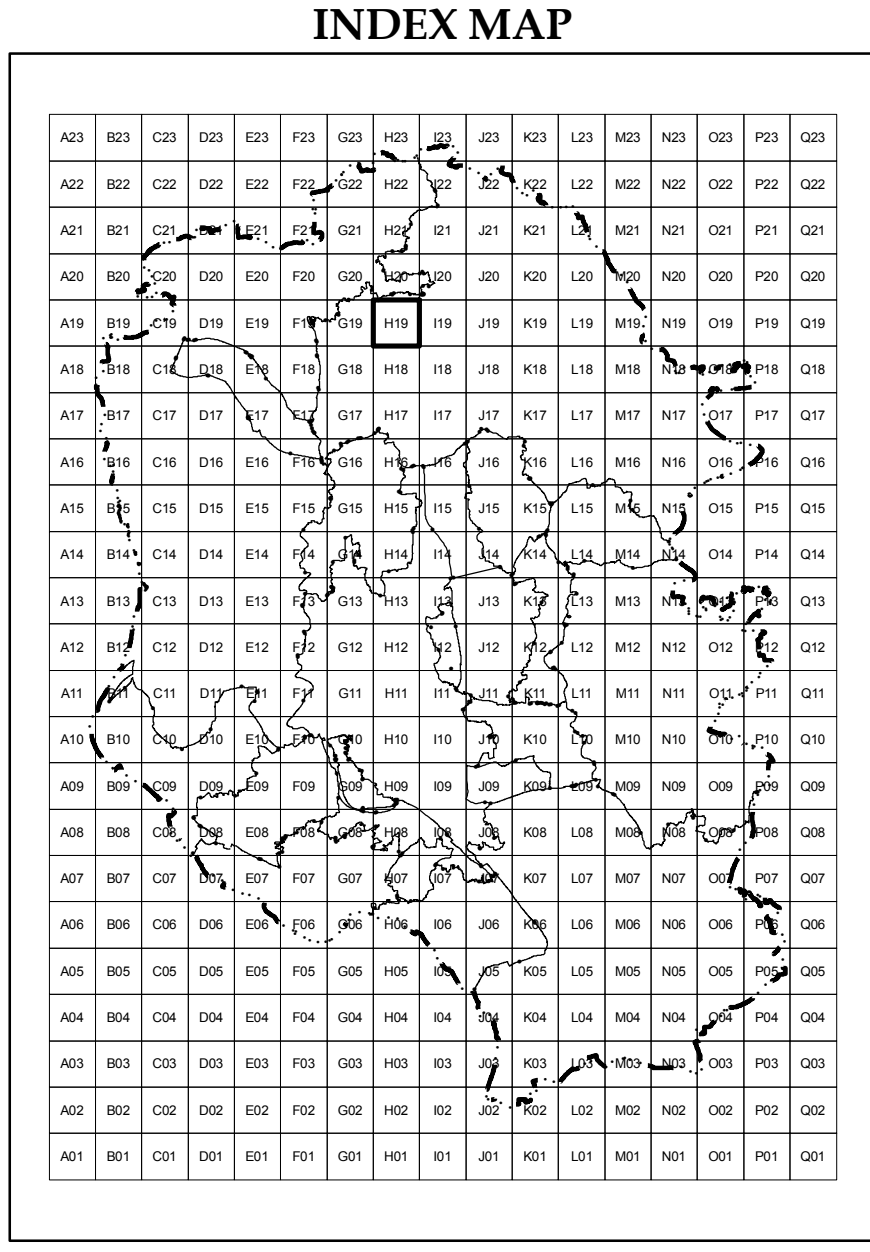 INDEX MAP
A23 B23 C23 D23 E23 F23 G23 H23 I23 J23 K23 L23 M23 N23 O23 P23 Q23
A22 B22 C22 D22 E22 F22 G22 H22 I22 J22 K22 L22 M22 N22 O22 P22 Q22
A21 B21 C21 D21 E21 F21 G21 H21 I21 J21 K21 L21 M21 N21 O21 P21 Q21
A20 B20 C20 D20 E20 F20 G20 H20 I20 J20 K20 L20 M20 N20 O20 P20 Q20
A19 B19 C19 D19 E19 F19 G19 H19 I19 J19 K19 L19 M19 N19 O19 P19 Q19
A18 B18 C18 D18 E18 F18 G18 H18 I18 J18 K18 L18 M18 N18 O18 P18 Q18
A17 B17 C17 D17 E17 F17 G17 H17 I17 J17 K17 L17 M17 N17 O17 P17 Q17
A16 B16 C16 D16 E16 F16 G16 H16 I16 J16 K16 L16 M16 N16 O16 P16 Q16
A15 B15 C15 D15 E15 F15 G15 H15 I15 J15 K15 L15 M15 N15 O15 P15 Q15
A14 B14 C14 D14 E14 F14 G14 H14 I14 J14 K14 L14 M14 N14 O14 P14 Q14
A13 B13 C13 D13 E13 F13 G13 H13 I13 J13 K13 L13 M13 N13 O13 P13 Q13
A12 B12 C12 D12 E12 F12 G12 H12 I12 J12 K12 L12 M12 N12 O12 P12 Q12
A11 B11 C11 D11 E11 F11 G11 H11 I11 J11 K11 L11 M11 N11 O11 P11 Q11
A10 B10 C10 D10 E10 F10 G10 H10 I10 J10 K10 L10 M10 N10 O10 P10 Q10
A09 B09 C09 D09 E09 F09 G09 H09 I09 J09 K09 L09 M09 N09 O09 P09 Q09
A08 B08 C08 D08 E08 F08 G08 H08 I08 J08 K08 L08 M08 N08 O08 P08 Q08
A07 B07 C07 D07 E07 F07 G07 H07 I07 J07 K07 L07 M07 N07 O07 P07 Q07
A06 B06 C06 D06 E06 F06 G06 H06 I06 J06 K06 L06 M06 N06 O06 P06 Q06
A05 B05 C05 D05 E05 F05 G05 H05 I05 J05 K05 L05 M05 N05 O05 P05 Q05
A04 B04 C04 D04 E04 F04 G04 H04 I04 J04 K04 L04 M04 N04 O04 P04 Q04
A03 B03 C03 D03 E03 F03 G03 H03 I03 J03 K03 L03 M03 N03 O03 P03 Q03
A02 B02 C02 D02 E02 F02 G02 H02 I02 J02 K02 L02 M02 N02 O02 P02 Q02
A01 B01 C01 D01 E01 F01 G01 H01 I01 J01 K01 L01 M01 N01 O01 P01 Q01